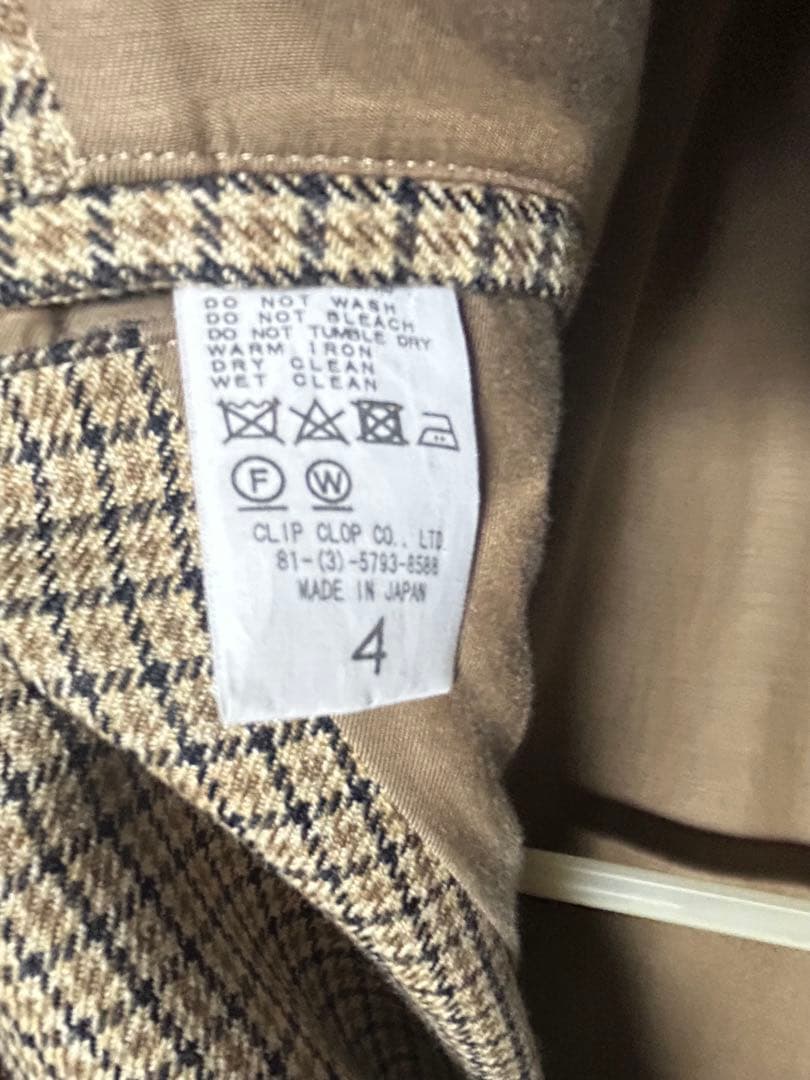 DO NOT WASH
DO NOT BLEACH
DO NOT TUMBLE DRY
WARM IRON
DRY CLEAN
WET CLEAN
F W
CLIP CLOP CO., LTD
81-(3)-5793-8588
MADE IN JAPAN
4